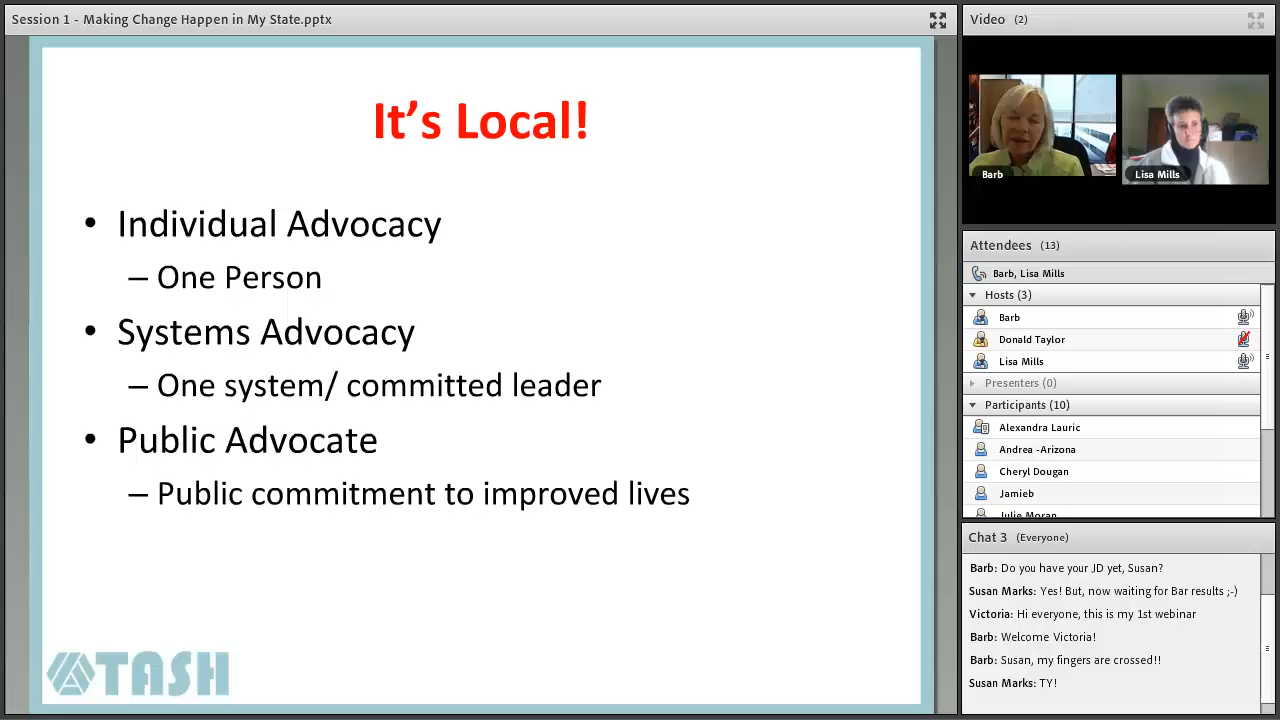 Session 1 - Making Change Happen in My State.pptx
It's Local!
• Individual Advocacy
– One Person
• Systems Advocacy
– One system/ committed leader
• Public Advocate
– Public commitment to improved lives
TASH
Video (2)
Barb
Lisa Mills
Attendees (13)
Barb, Lisa Mills
Hosts (3)
Barb
Donald Taylor
Lisa Mills
Presenters (0)
Participants (10)
Alexandra Lauric
Andrea -Arizona
Cheryl Dougan
Jamieb
Julie Moran
Chat 3 (Everyone)
Barb: Do you have your JD yet, Susan?
Susan Marks: Yes! But, now waiting for Bar results ;-)
Victoria: Hi everyone, this is my 1st webinar
Barb: Welcome Victoria!
Barb: Susan, my fingers are crossed!!
Susan Marks: TY!